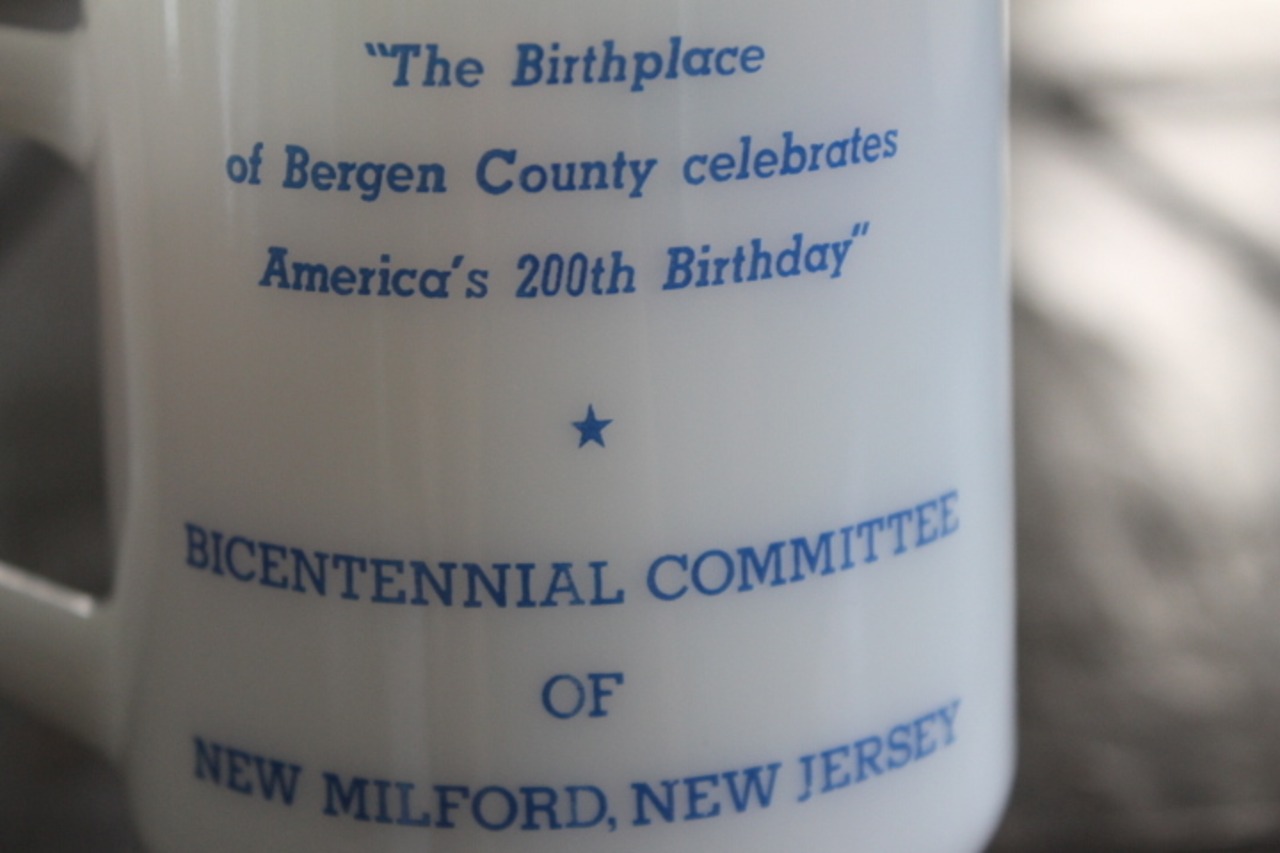 "The Birthplace
of Bergen County celebrates
America's 200th Birthday"
BICENTENNIAL COMMITTEE
OF
NEW MILFORD, NEW JERSEY